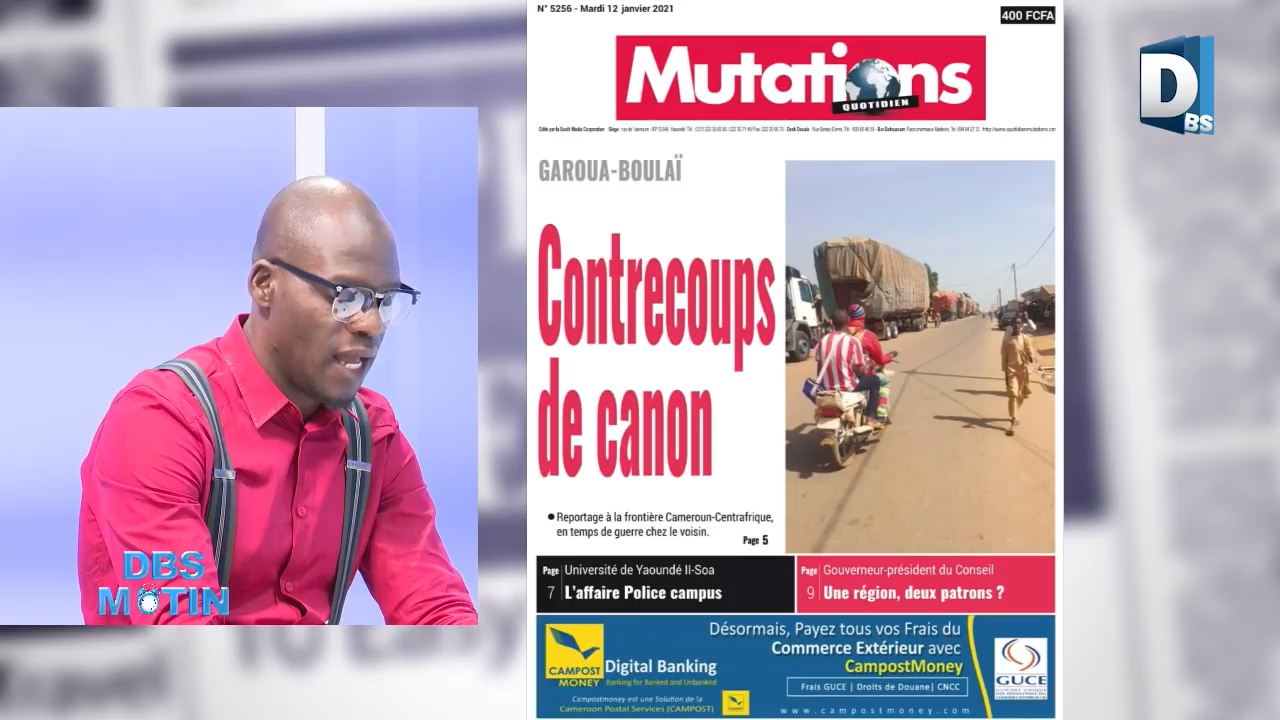 N° 5256 - Mardi 12 janvier 2021
400 FCFA
Mutations
QUOTIDIEN
D
BS
GAROUA-BOULAÏ
Contrecoups
de canon
● Reportage à la frontière Cameroun-Centrafrique,
en temps de guerre chez le voisin.
Page 5
Page 7
Université de Yaoundé II-Soa
L'affaire Police campus
Page 9
Gouverneur-président du Conseil
Une région, deux patrons ?
DBS
MATIN
CAMPOST
MONEY
Digital Banking
Banking for Banked and Unbanked
Campostmoney est une Solution de la
Cameroon Postal Services (CAMPOST)
Désormais, Payez tous vos Frais du
Commerce Extérieur avec
CampostMoney
Frais GUCE | Droits de Douane| CNCC
www.campostmoney.com
GUCE